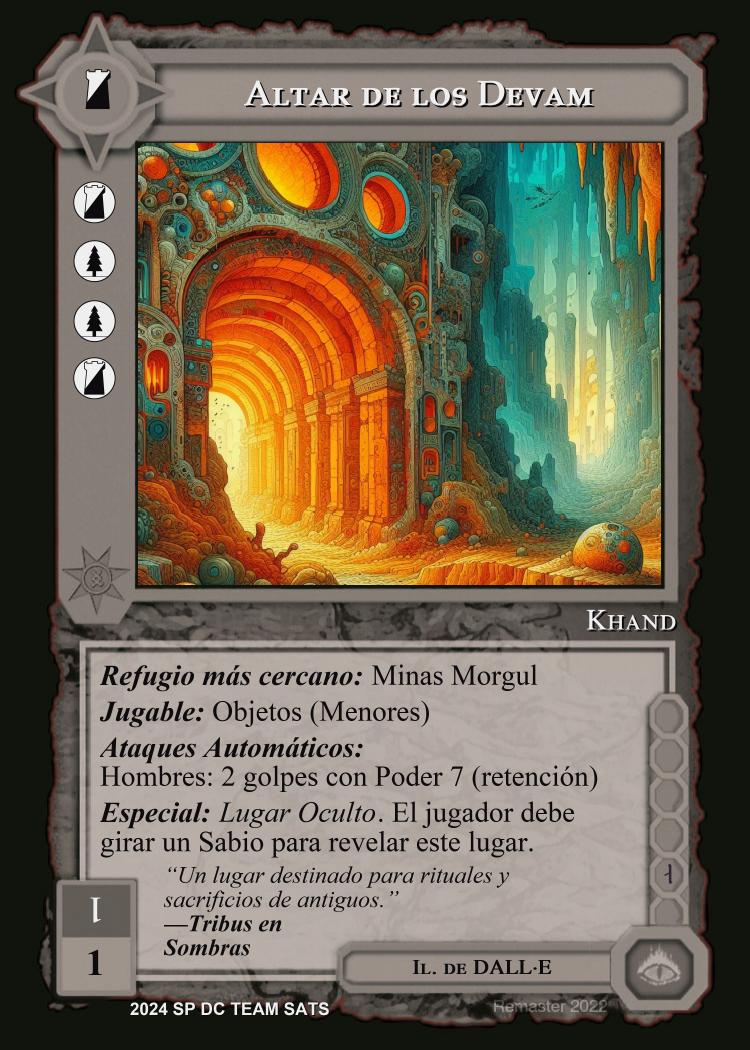 Altar de los Devam
Khand
Refugio más cercano: Minas Morgul
Jugable: Objetos (Menores)
Ataques Automáticos:
Hombres: 2 golpes con Poder 7 (retención)
Especial: Lugar Oculto. El jugador debe
girar un Sabio para revelar este lugar.
“Un lugar destinado para rituales y
sacrificios de antiguos.”
—Tribus en
Sombras
1
1
Il. de DALL·E
2024 SP DC TEAM SATS
Remaster 2022